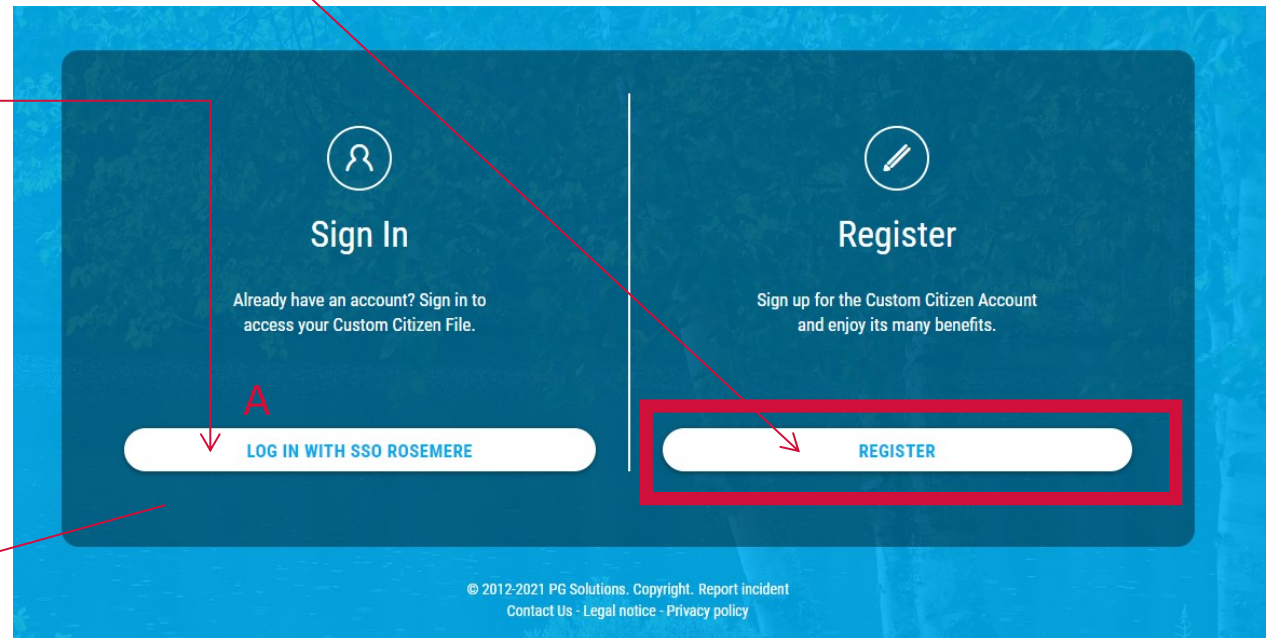 Sign In
Already have an account? Sign in to
access your Custom Citizen File.
A
LOG IN WITH SSO ROSEMERE
Register
Sign up for the Custom Citizen Account
and enjoy its many benefits.
REGISTER
© 2012-2021 PG Solutions. Copyright. Report incident
Contact Us - Legal notice - Privacy policy